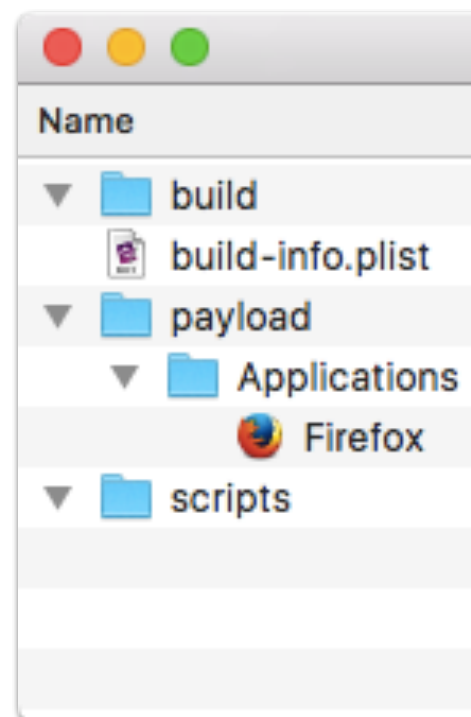 Name
build
build-info.plist
payload
Applications
Firefox
scripts